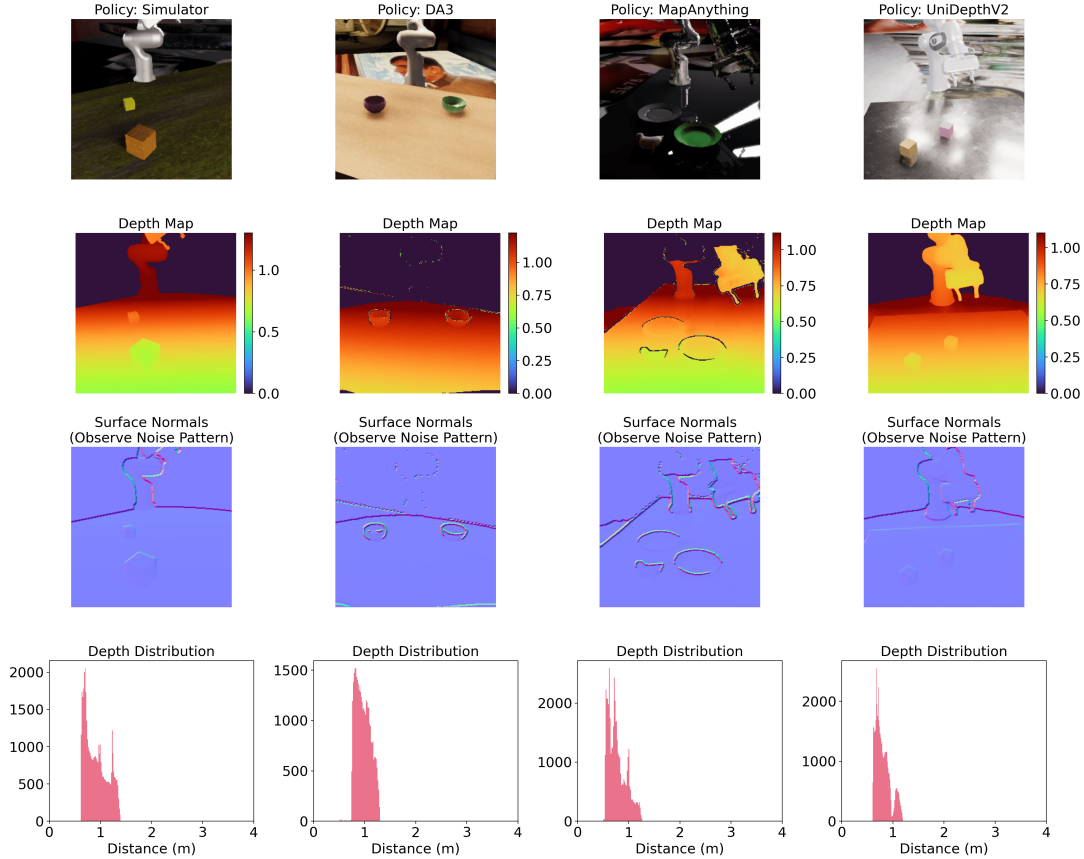 Policy: Simulator
Policy: DA3
Policy: MapAnything
Policy: UniDepthV2
Depth Map
1.0
0.5
0.0
Depth Map
1.00
0.75
0.50
0.25
0.00
Depth Map
1.00
0.75
0.50
0.25
0.00
Depth Map
1.00
0.75
0.50
0.25
0.00
Surface Normals
(Observe Noise Pattern)
Surface Normals
(Observe Noise Pattern)
Surface Normals
(Observe Noise Pattern)
Surface Normals
(Observe Noise Pattern)
Depth Distribution
2000
1500
1000
500
0
0 1 2 3 4
Distance (m)
Depth Distribution
1500
1000
500
0
0 1 2 3 4
Distance (m)
Depth Distribution
2000
1000
0
0 1 2 3 4
Distance (m)
Depth Distribution
2000
1000
0
0 1 2 3 4
Distance (m)